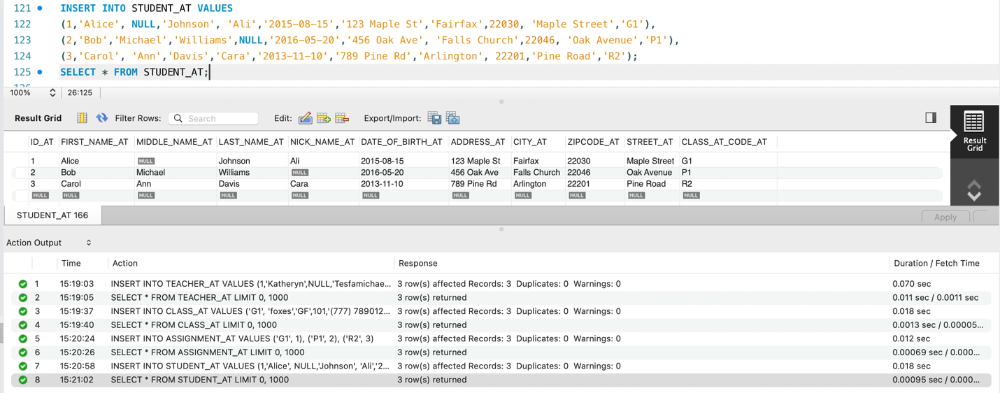 121 INSERT INTO STUDENT_AT VALUES
122 (1,'Alice', NULL,'Johnson', 'Ali','2015-08-15','123 Maple St','Fairfax',22030, 'Maple Street','G1'),
123 (2,'Bob','Michael','Williams',NULL,'2016-05-20','456 Oak Ave', 'Falls Church',22046, 'Oak Avenue','P1'),
124 (3,'Carol', 'Ann','Davis','Cara','2013-11-10','789 Pine Rd','Arlington', 22201,'Pine Road','R2');
125 SELECT * FROM STUDENT_AT;
100% 26:125
Result Grid Filter Rows: Search Edit: Export/Import:
Result Grid
ID_AT FIRST_NAME_AT MIDDLE_NAME_AT LAST_NAME_AT NICK_NAME_AT DATE_OF_BIRTH_AT ADDRESS_AT CITY_AT ZIPCODE_AT STREET_AT CLASS_AT_CODE_AT
1 Alice NULL Johnson Ali 2015-08-15 123 Maple St Fairfax 22030 Maple Street G1
2 Bob Michael Williams NULL 2016-05-20 456 Oak Ave Falls Church 22046 Oak Avenue P1
3 Carol Ann Davis Cara 2013-11-10 789 Pine Rd Arlington 22201 Pine Road R2
NULL NULL NULL NULL NULL NULL NULL NULL NULL NULL NULL
STUDENT_AT 166 Apply
Action Output
Time Action Response Duration / Fetch Time
1 15:19:03 INSERT INTO TEACHER_AT VALUES (1,'Katheryn',NULL,'Tesfamichae... 3 row(s) affected Records: 3 Duplicates: 0 Warnings: 0 0.070 sec
2 15:19:05 SELECT * FROM TEACHER_AT LIMIT 0, 1000 3 row(s) returned 0.011 sec / 0.0011 sec
3 15:19:37 INSERT INTO CLASS_AT VALUES ('G1', 'foxes','GF',101,'(777) 789012... 3 row(s) affected Records: 3 Duplicates: 0 Warnings: 0 0.018 sec
4 15:19:40 SELECT * FROM CLASS_AT LIMIT 0, 1000 3 row(s) returned 0.0013 sec / 0.00005...
5 15:20:24 INSERT INTO ASSIGNMENT_AT VALUES ('G1', 1), ('P1', 2), ('R2', 3) 3 row(s) affected Records: 3 Duplicates: 0 Warnings: 0 0.012 sec
6 15:20:26 SELECT * FROM ASSIGNMENT_AT LIMIT 0, 1000 3 row(s) returned 0.00069 sec / 0.000...
7 15:20:58 INSERT INTO STUDENT_AT VALUES (1,'Alice', NULL,'Johnson', 'Ali','2... 3 row(s) affected Records: 3 Duplicates: 0 Warnings: 0 0.018 sec
8 15:21:02 SELECT * FROM STUDENT_AT LIMIT 0, 1000 3 row(s) returned 0.00095 sec / 0.000...